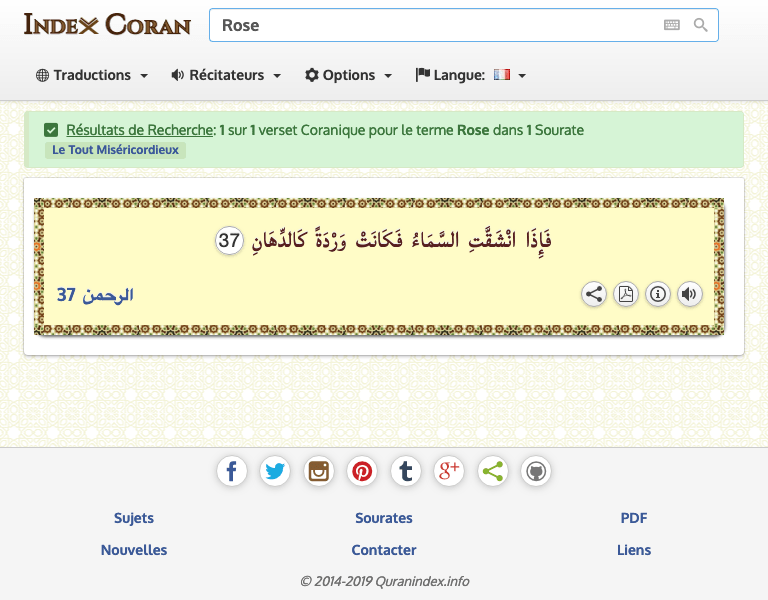 Index Coran
Rose
Traductions Récitateurs Options Langue:
Résultats de Recherche: 1 sur 1 verset Coranique pour le terme Rose dans 1 Sourate
Le Tout Miséricordieux
فَإِذَا انْشَقَّتِ السَّمَاءُ فَكَانَتْ وَرْدَةً كَالدِّهَانِ 37
الرحمن 37
Sujets Sourates PDF
Nouvelles Contacter Liens
© 2014-2019 Quranindex.info